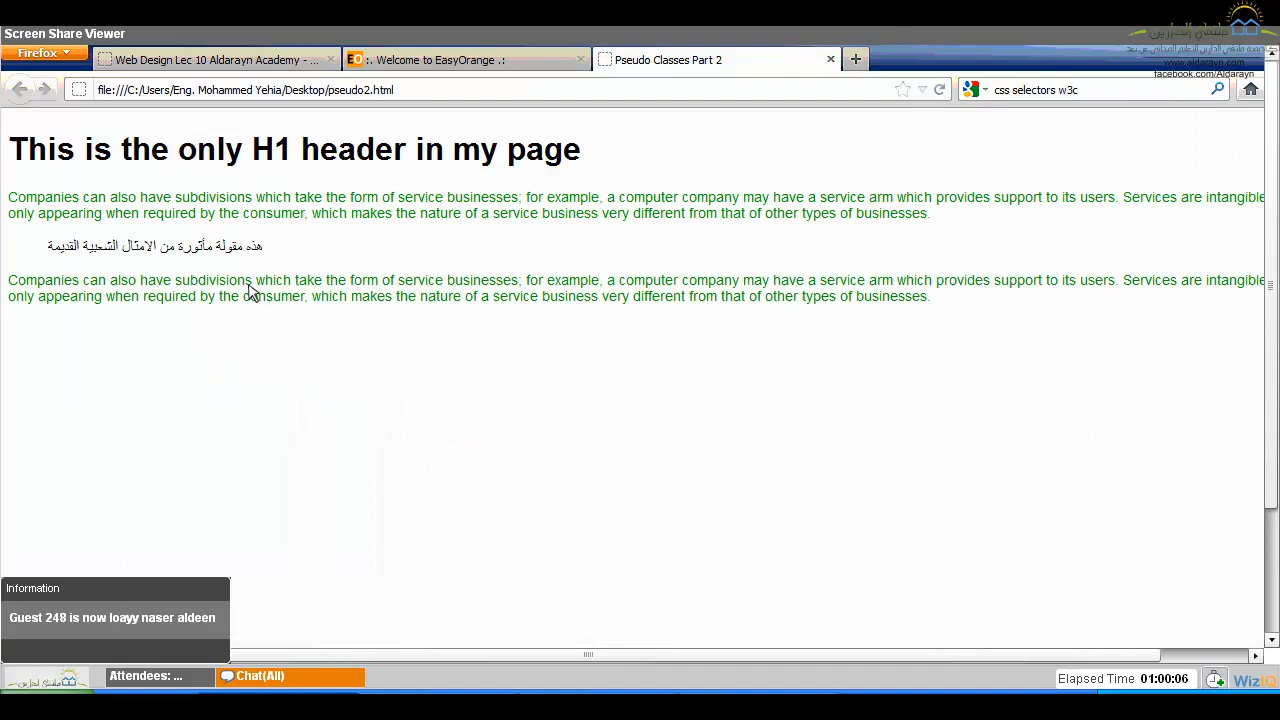 Screen Share Viewer
Firefox
Web Design Lec 10 Aldarayn Academy - ...
EO :. Welcome to EasyOrange .:
Pseudo Classes Part 2
www.aldarayn.com
facebook.com/Aldarayn
file:///C:/Users/Eng. Mohammed Yehia/Desktop/pseudo2.html
css selectors w3c
This is the only H1 header in my page
Companies can also have subdivisions which take the form of service businesses; for example, a computer company may have a service arm which provides support to its users. Services are intangible
only appearing when required by the consumer, which makes the nature of a service business very different from that of other types of businesses.
هذه مقولة مأثورة من الامثال الشعبية القديمة
Companies can also have subdivisions which take the form of service businesses; for example, a computer company may have a service arm which provides support to its users. Services are intangible
only appearing when required by the consumer, which makes the nature of a service business very different from that of other types of businesses.
Information
Guest 248 is now loayy naser aldeen
Attendees: ...
Chat(All)
Elapsed Time 01:00:06
WizIQ